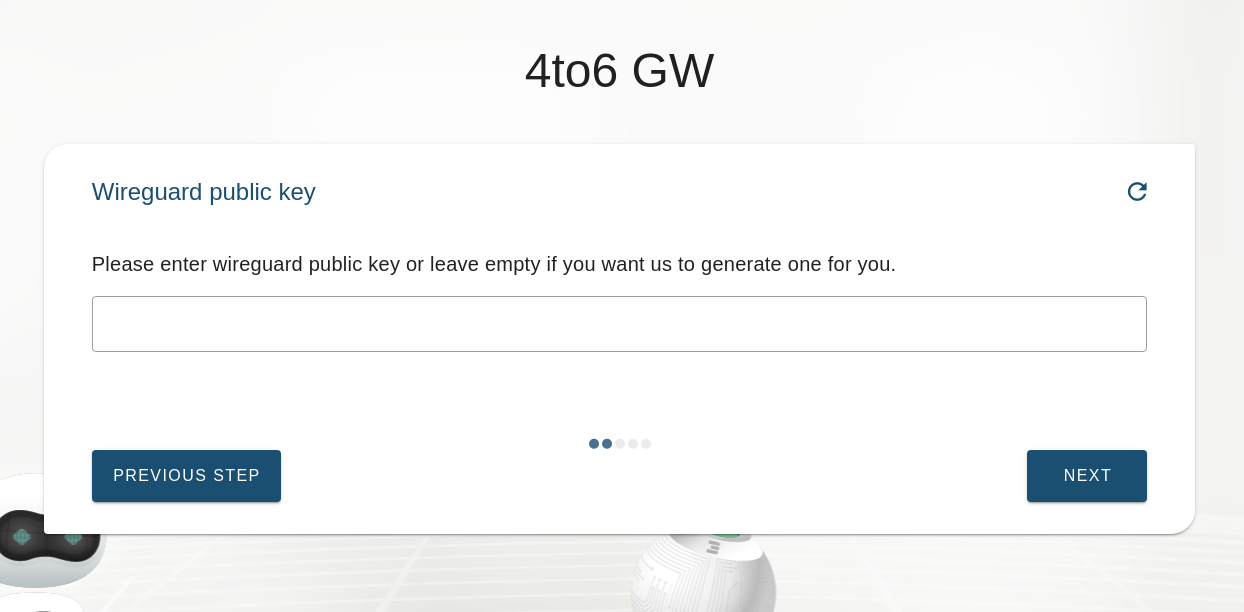 4to6 GW
Wireguard public key
Please enter wireguard public key or leave empty if you want us to generate one for you.
PREVIOUS STEP
NEXT